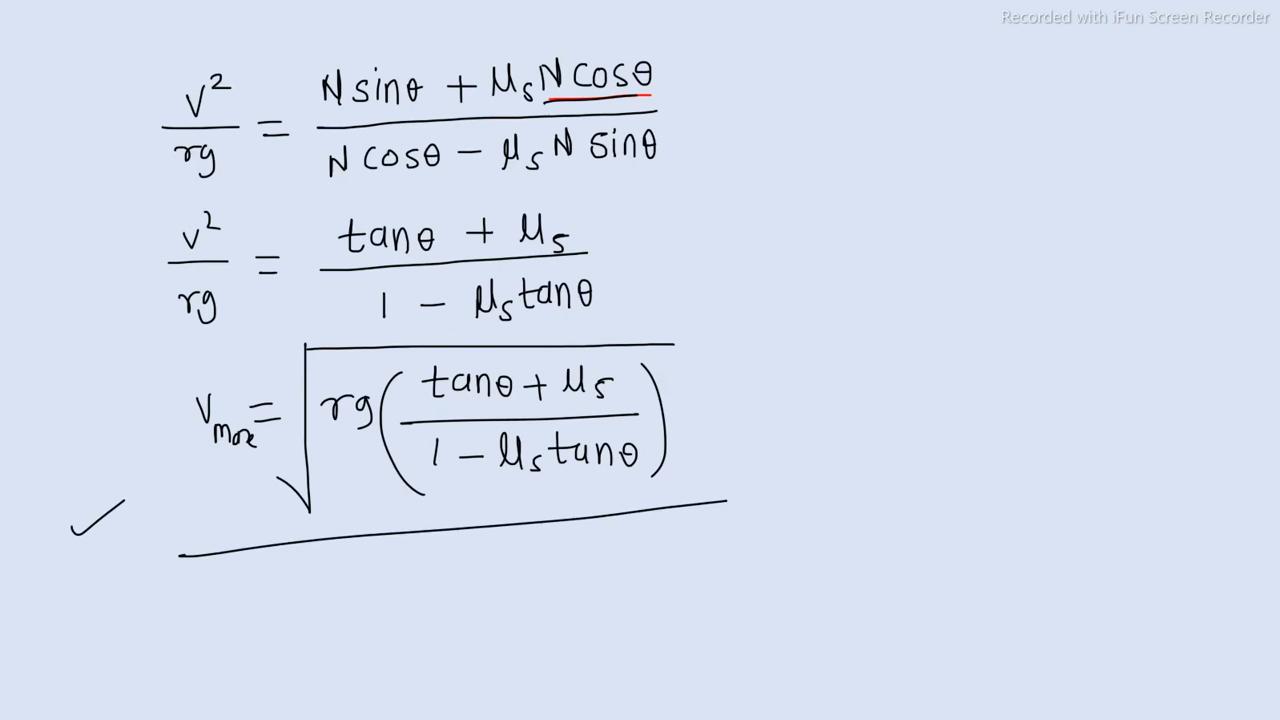 Recorded with iFun Screen Recorder
v²/rg = (N sinθ + μₛ N cosθ)/(N cosθ − μₛ N sinθ)
v²/rg = (tanθ + μₛ)/(1 − μₛ tanθ)
v_max = √(rg((tanθ + μₛ)/(1 − μₛ tanθ)))